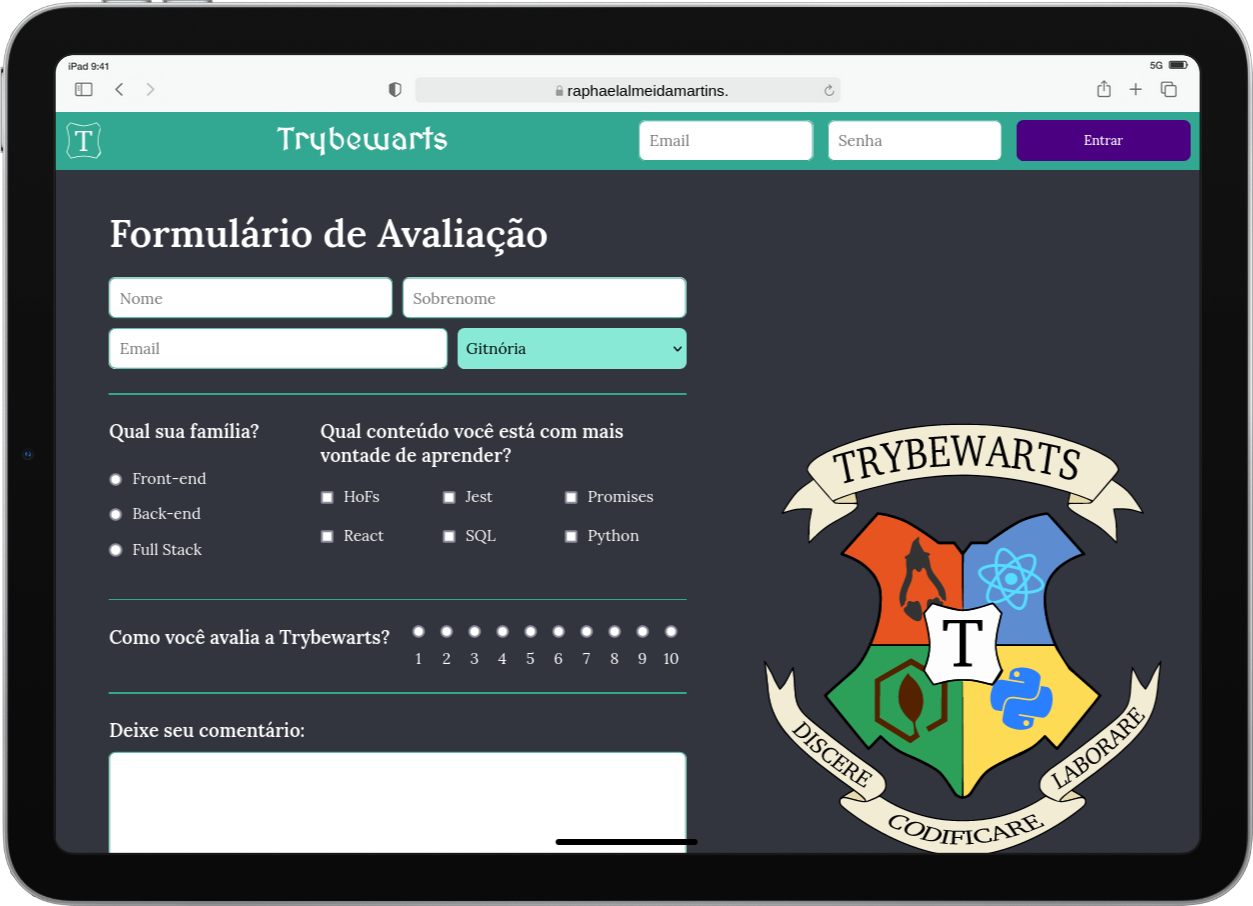 iPad 9:41
5G
raphaelalmeidamartins.
T
Trybewarts
Email
Senha
Entrar
Formulário de Avaliação
Nome
Sobrenome
Email
Gitnória
Qual sua família?
Front-end
Back-end
Full Stack
Qual conteúdo você está com mais
vontade de aprender?
HoFs
Jest
Promises
React
SQL
Python
Como você avalia a Trybewarts?
1 2 3 4 5 6 7 8 9 10
Deixe seu comentário:
TRYBEWARTS
T
DISCERE
CODIFICARE
LABORARE